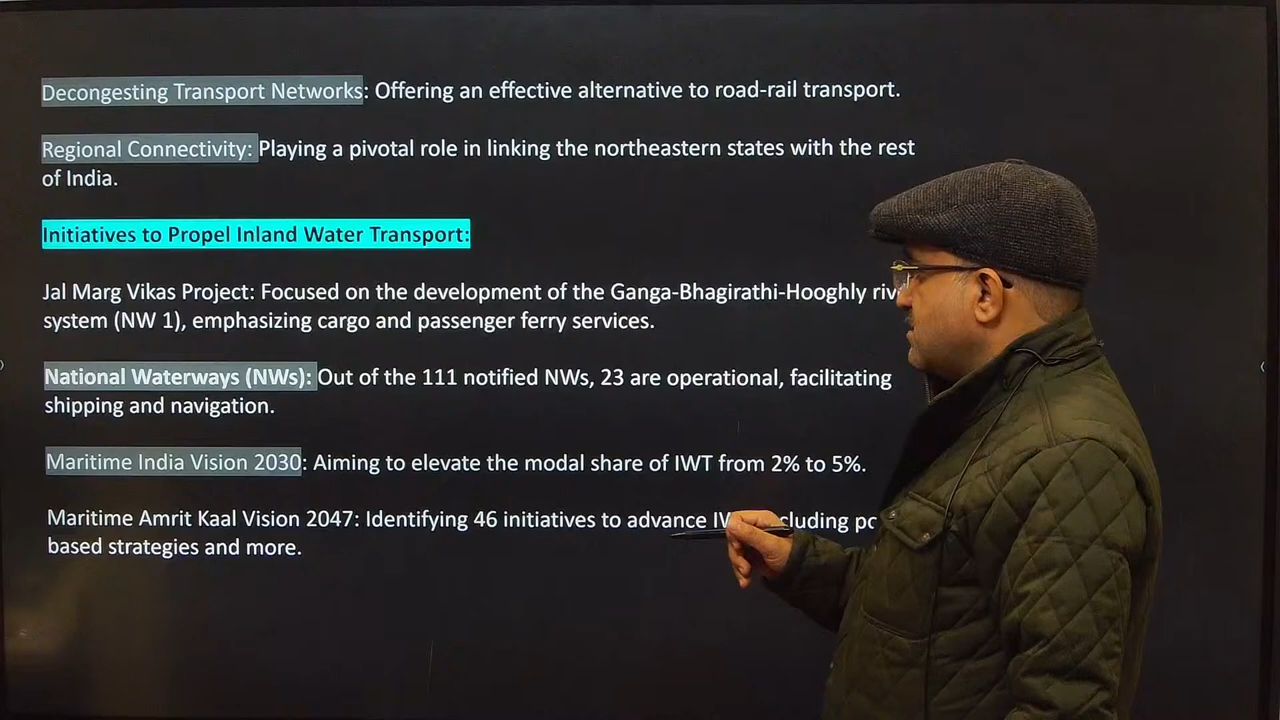 Decongesting Transport Networks: Offering an effective alternative to road-rail transport.
Regional Connectivity: Playing a pivotal role in linking the northeastern states with the rest
of India.
Initiatives to Propel Inland Water Transport:
Jal Marg Vikas Project: Focused on the development of the Ganga-Bhagirathi-Hooghly
system (NW 1), emphasizing cargo and passenger ferry services.
National Waterways (NWs): Out of the 111 notified NWs, 23 are operational, facilitating
shipping and navigation.
Maritime India Vision 2030: Aiming to elevate the modal share of IWT from 2% to 5%.
Maritime Amrit Kaal Vision 2047: Identifying 46 initiatives to advance
based strategies and more.